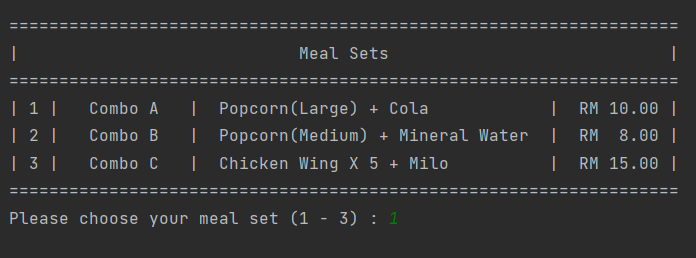 ===================================================================
|                            Meal Sets                            |
===================================================================
| 1 |   Combo A   |  Popcorn(Large) + Cola            |  RM 10.00 |
| 2 |   Combo B   |  Popcorn(Medium) + Mineral Water  |  RM  8.00 |
| 3 |   Combo C   |  Chicken Wing X 5 + Milo          |  RM 15.00 |
===================================================================
Please choose your meal set (1 - 3) : 1